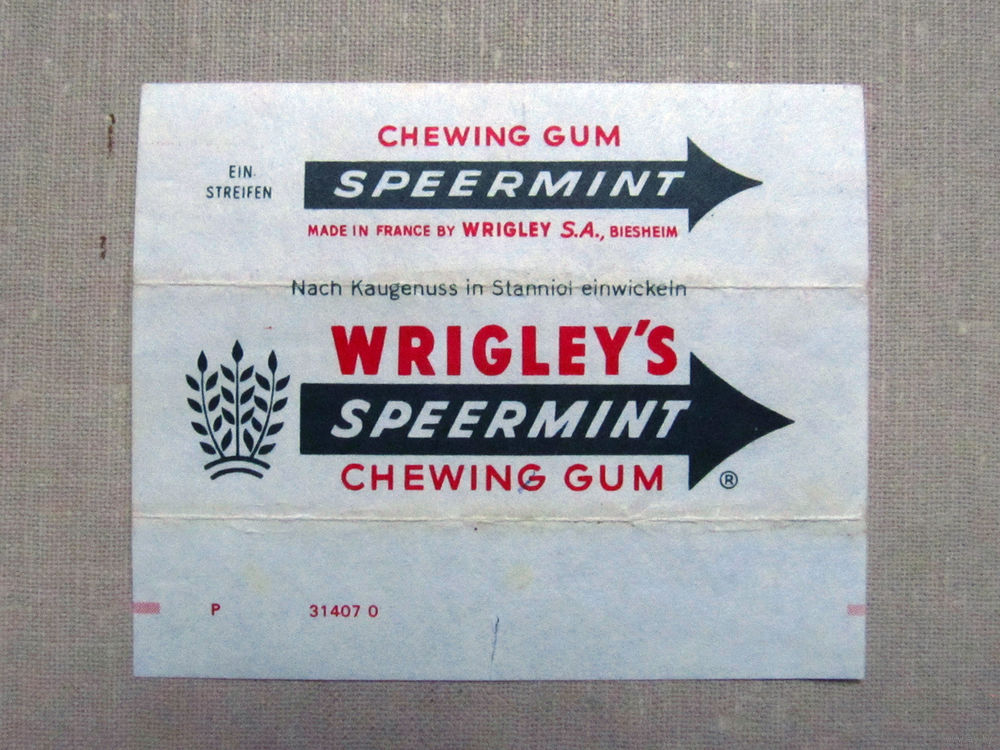 CHEWING GUM
EIN-
STREIFEN
SPEERMINT
MADE IN FRANCE BY WRIGLEY S.A., BIESHEIM
Nach Kaugenuss in Stanniol einwickeln
WRIGLEY'S
SPEERMINT
CHEWING GUM
®
P 31407 0